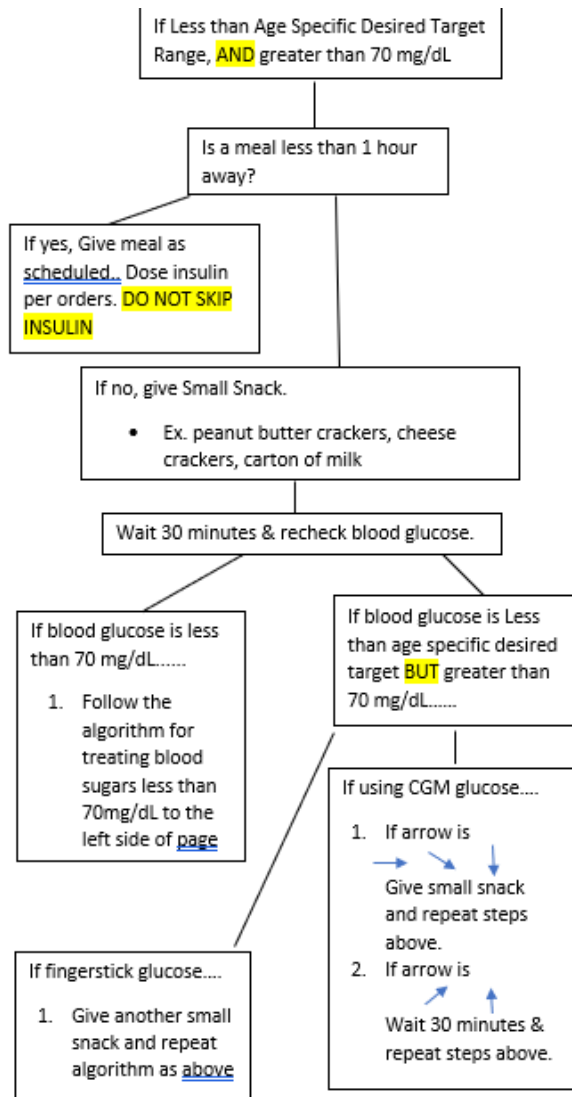 If Less than Age Specific Desired Target
Range, AND greater than 70 mg/dL
Is a meal less than 1 hour
away?
If yes, Give meal as
scheduled.. Dose insulin
per orders. DO NOT SKIP
INSULIN
If no, give Small Snack.
• Ex. peanut butter crackers, cheese
crackers, carton of milk
Wait 30 minutes & recheck blood glucose.
If blood glucose is less
than 70 mg/dL......
1. Follow the
algorithm for
treating blood
sugars less than
70mg/dL to the
left side of page
If blood glucose is Less
than age specific desired
target BUT greater than
70 mg/dL......
If using CGM glucose....
1. If arrow is
Give small snack
and repeat steps
above.
2. If arrow is
Wait 30 minutes &
repeat steps above.
If fingerstick glucose....
1. Give another small
snack and repeat
algorithm as above